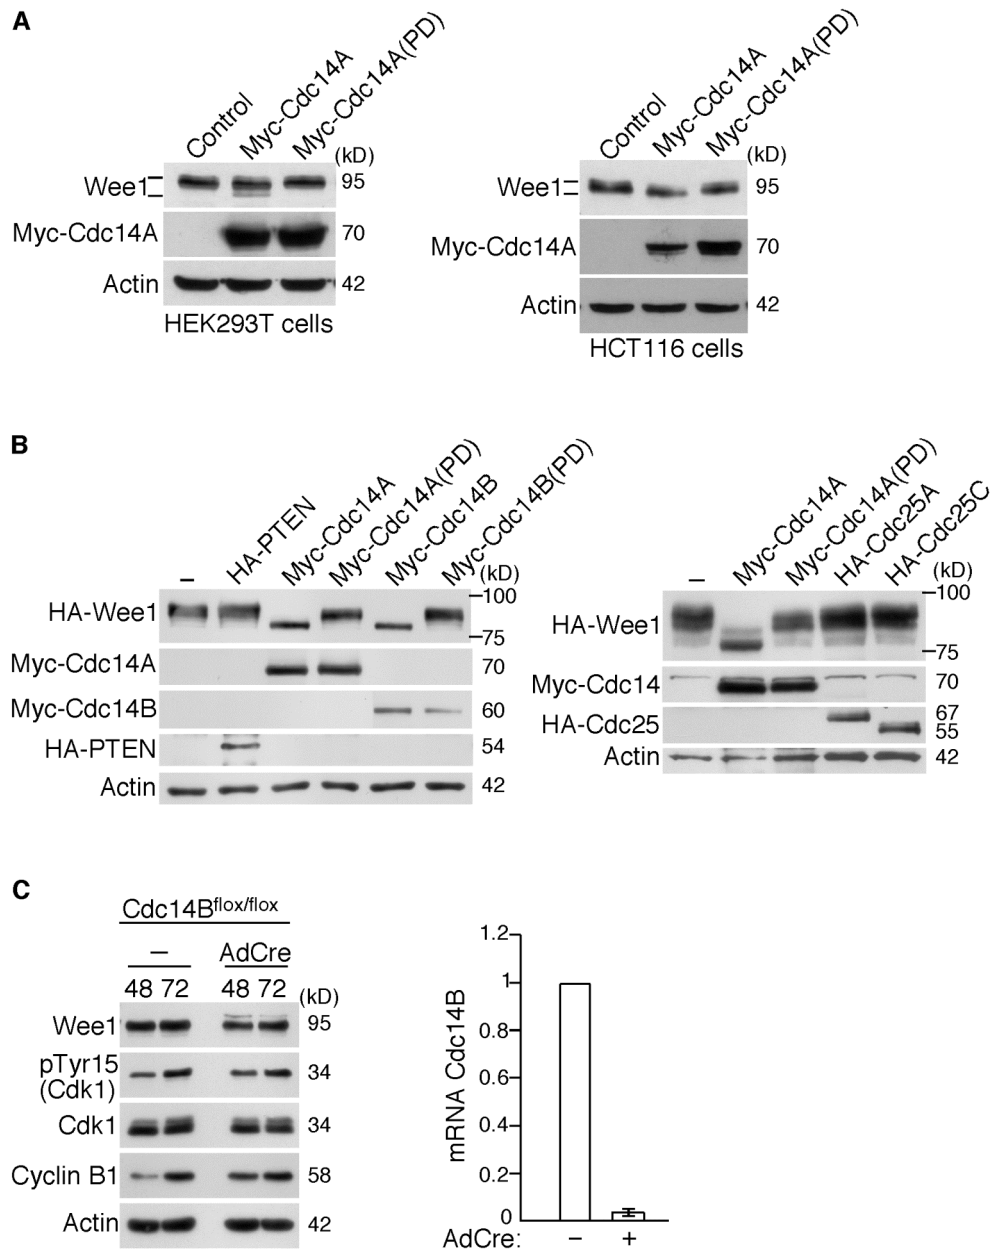 A
Control
Myc-Cdc14A
Myc-Cdc14A(PD)
(kD)
Wee1
95
Myc-Cdc14A
70
Actin
42
HEK293T cells
Control
Myc-Cdc14A
Myc-Cdc14A(PD)
(kD)
Wee1
95
Myc-Cdc14A
70
Actin
42
HCT116 cells
B
–
HA-PTEN
Myc-Cdc14A
Myc-Cdc14A(PD)
Myc-Cdc14B
Myc-Cdc14B(PD)
(kD)
HA-Wee1
100
75
Myc-Cdc14A
70
Myc-Cdc14B
60
HA-PTEN
54
Actin
42
–
Myc-Cdc14A
Myc-Cdc14A(PD)
HA-Cdc25A
HA-Cdc25C
(kD)
HA-Wee1
100
75
Myc-Cdc14
70
HA-Cdc25
67
55
Actin
42
C
Cdc14Bflox/flox
– AdCre
48 72 48 72 (kD)
Wee1 95
pTyr15
(Cdk1) 34
Cdk1 34
Cyclin B1 58
Actin 42
mRNA Cdc14B
1.2
1
0.8
0.6
0.4
0.2
0
AdCre: – +